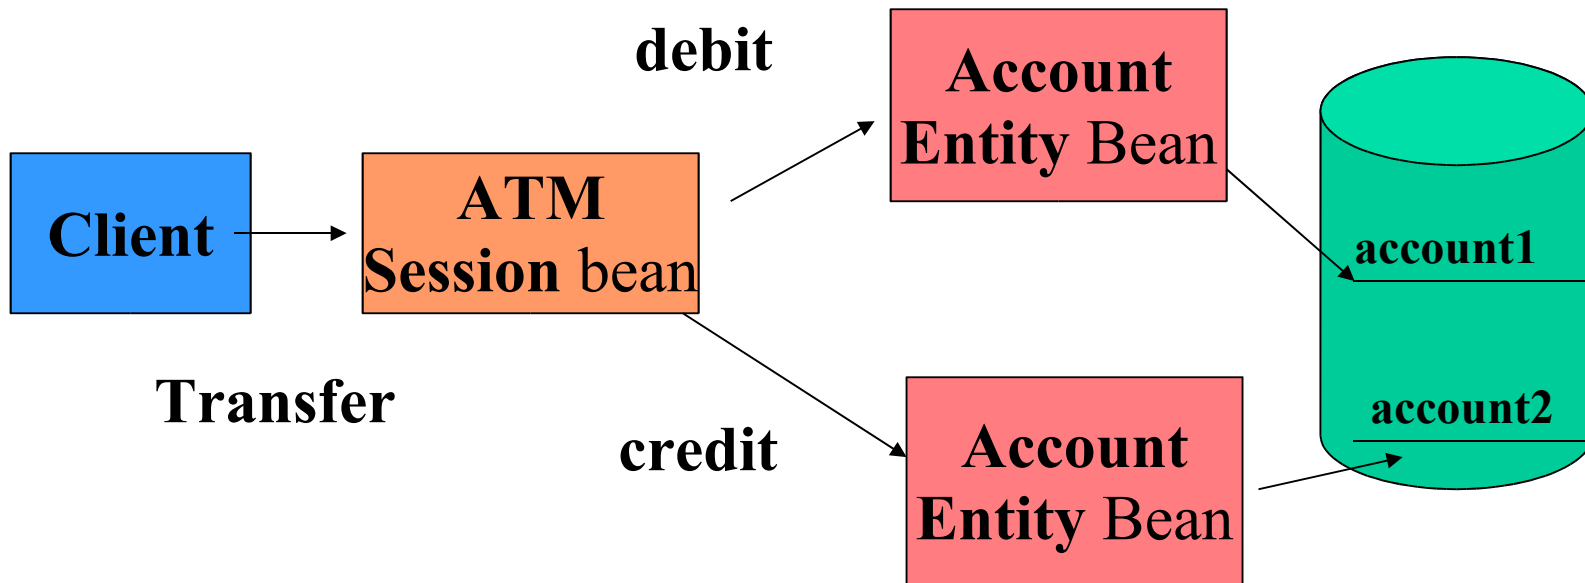 debit
Account
Entity Bean
Client
ATM
Session bean
account1
Transfer
credit
account2
Account
Entity Bean